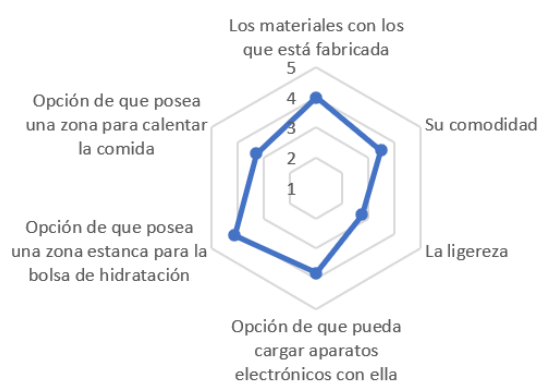 Los materiales con los
que está fabricada
5
4
3
2
1
Su comodidad
La ligereza
Opción de que pueda
cargar aparatos
electrónicos con ella
Opción de que posea
una zona estanca para la
bolsa de hidratación
Opción de que posea
una zona para calentar
la comida